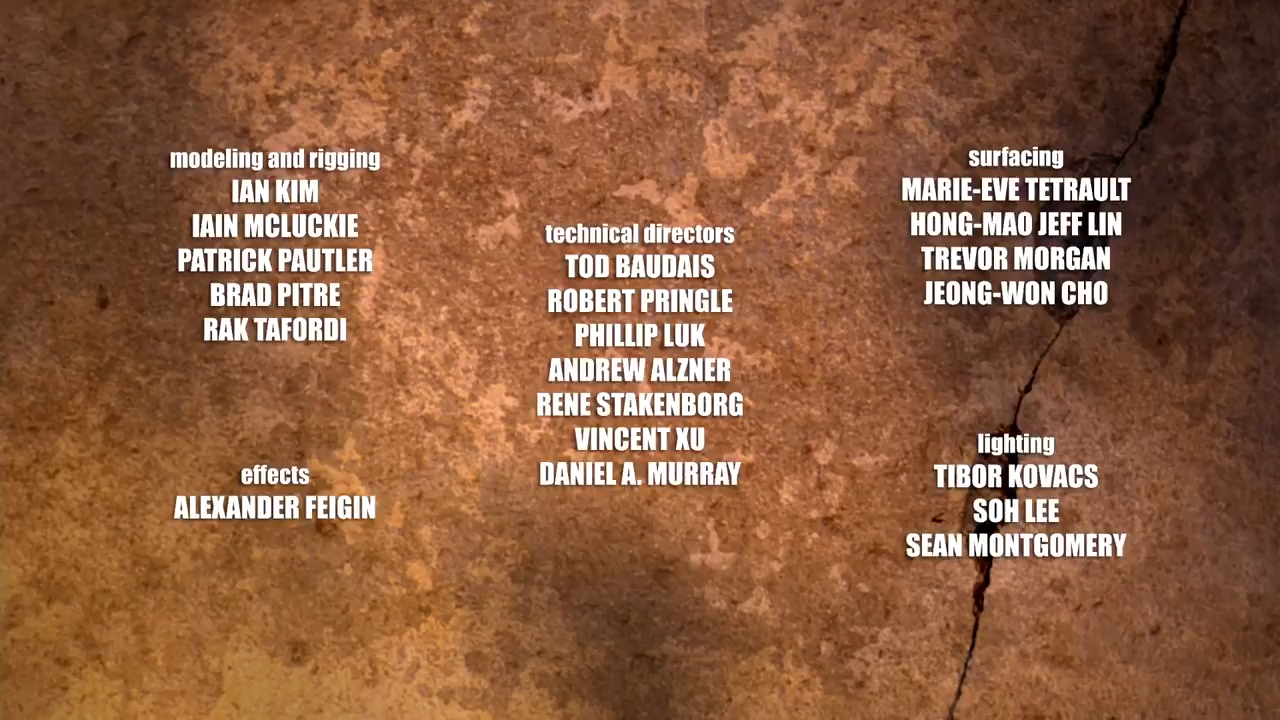 modeling and rigging
IAN KIM
IAIN MCLUCKIE
PATRICK PAUTLER
BRAD PITRE
RAK TAFORDI
effects
ALEXANDER FEIGIN
technical directors
TOD BAUDAIS
ROBERT PRINGLE
PHILLIP LUK
ANDREW ALZNER
RENE STAKENBORG
VINCENT XU
DANIEL A. MURRAY
surfacing
MARIE-EVE TETRAULT
HONG-MAO JEFF LIN
TREVOR MORGAN
JEONG-WON CHO
lighting
TIBOR KOVACS
SOH LEE
SEAN MONTGOMERY